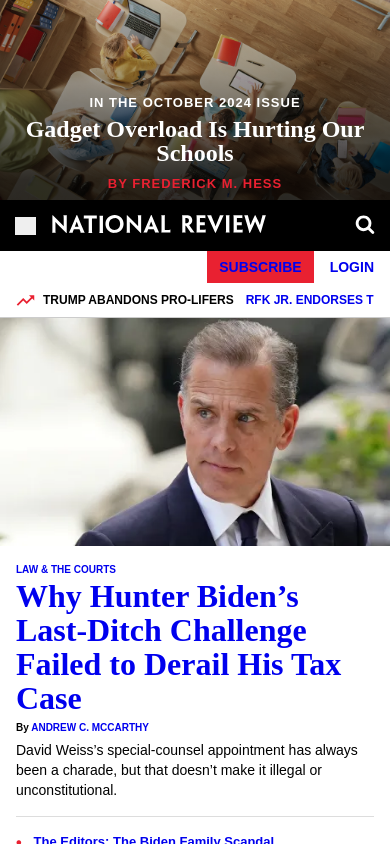 IN THE OCTOBER 2024 ISSUE
Gadget Overload Is Hurting Our
Schools
BY FREDERICK M. HESS
NATIONAL REVIEW
SUBSCRIBE
LOGIN
TRUMP ABANDONS PRO-LIFERS
RFK JR. ENDORSES T
LAW & THE COURTS
Why Hunter Biden’s
Last-Ditch Challenge
Failed to Derail His Tax
Case
By ANDREW C. MCCARTHY
David Weiss’s special-counsel appointment has always
been a charade, but that doesn’t make it illegal or
unconstitutional.
The Editors: The Biden Family Scandal